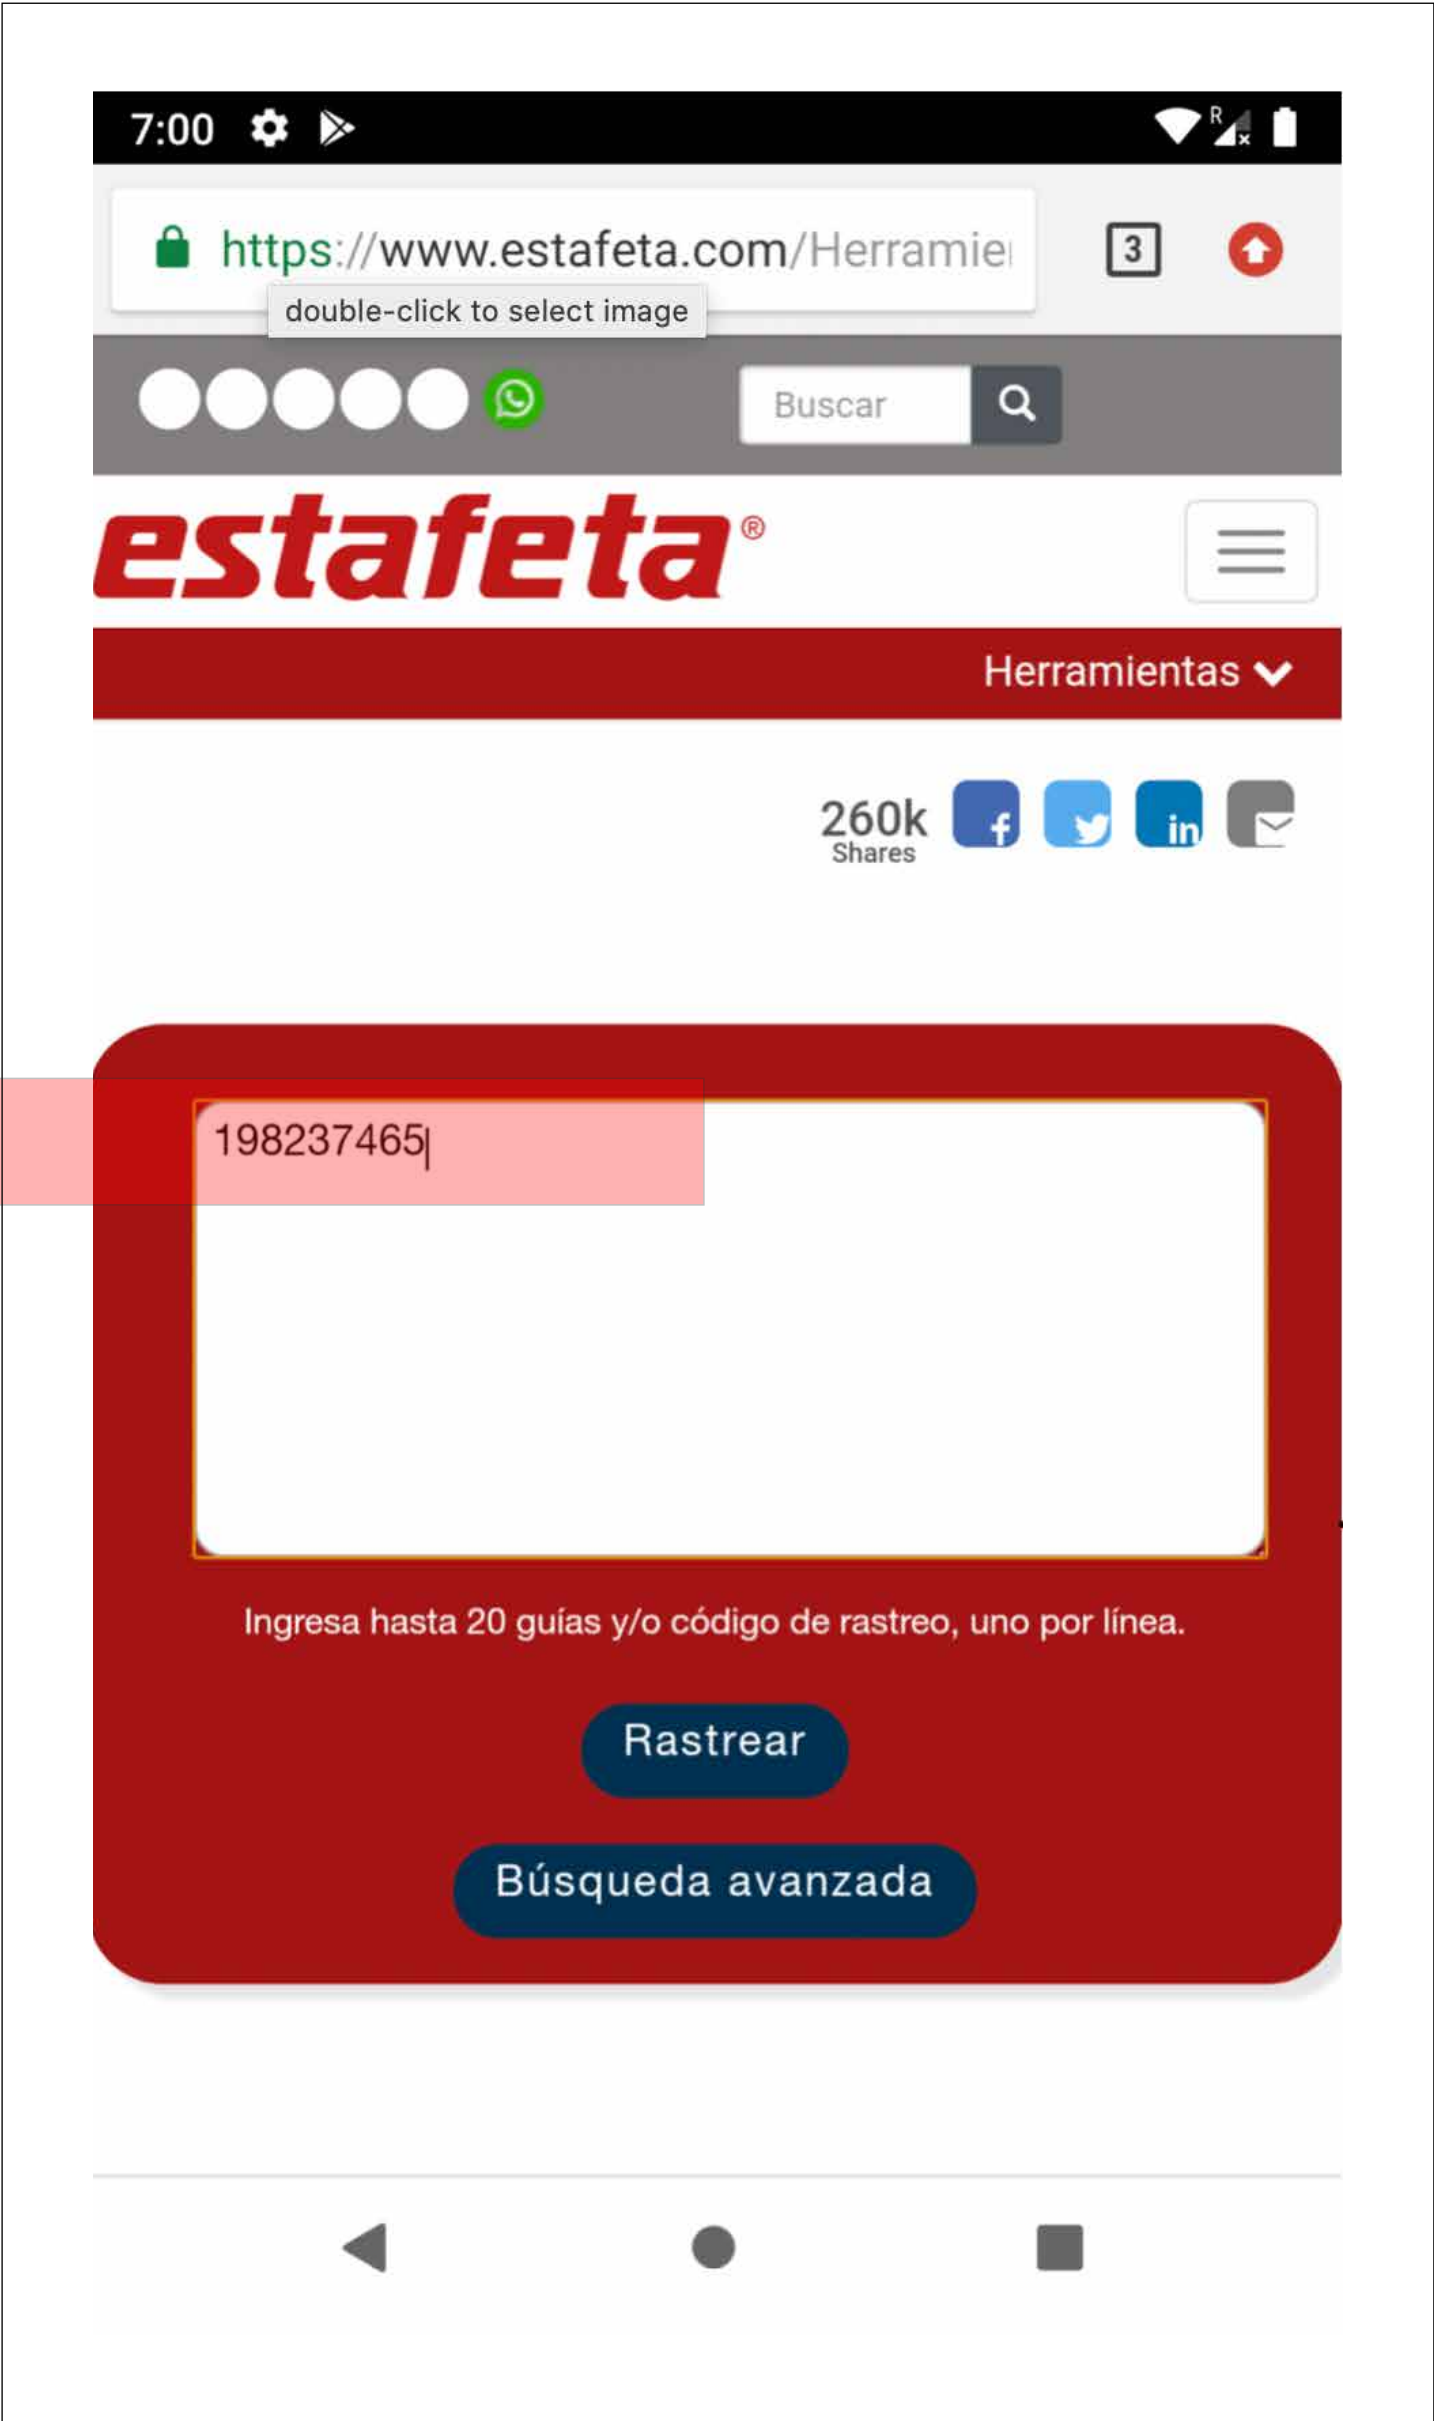 7:00
R
https://www.estafeta.com/Herramie
3
double-click to select image
Buscar
estafeta®
Herramientas
260k
Shares
f
in
198237465
Ingresa hasta 20 guías y/o código de rastreo, uno por línea.
Rastrear
Búsqueda avanzada